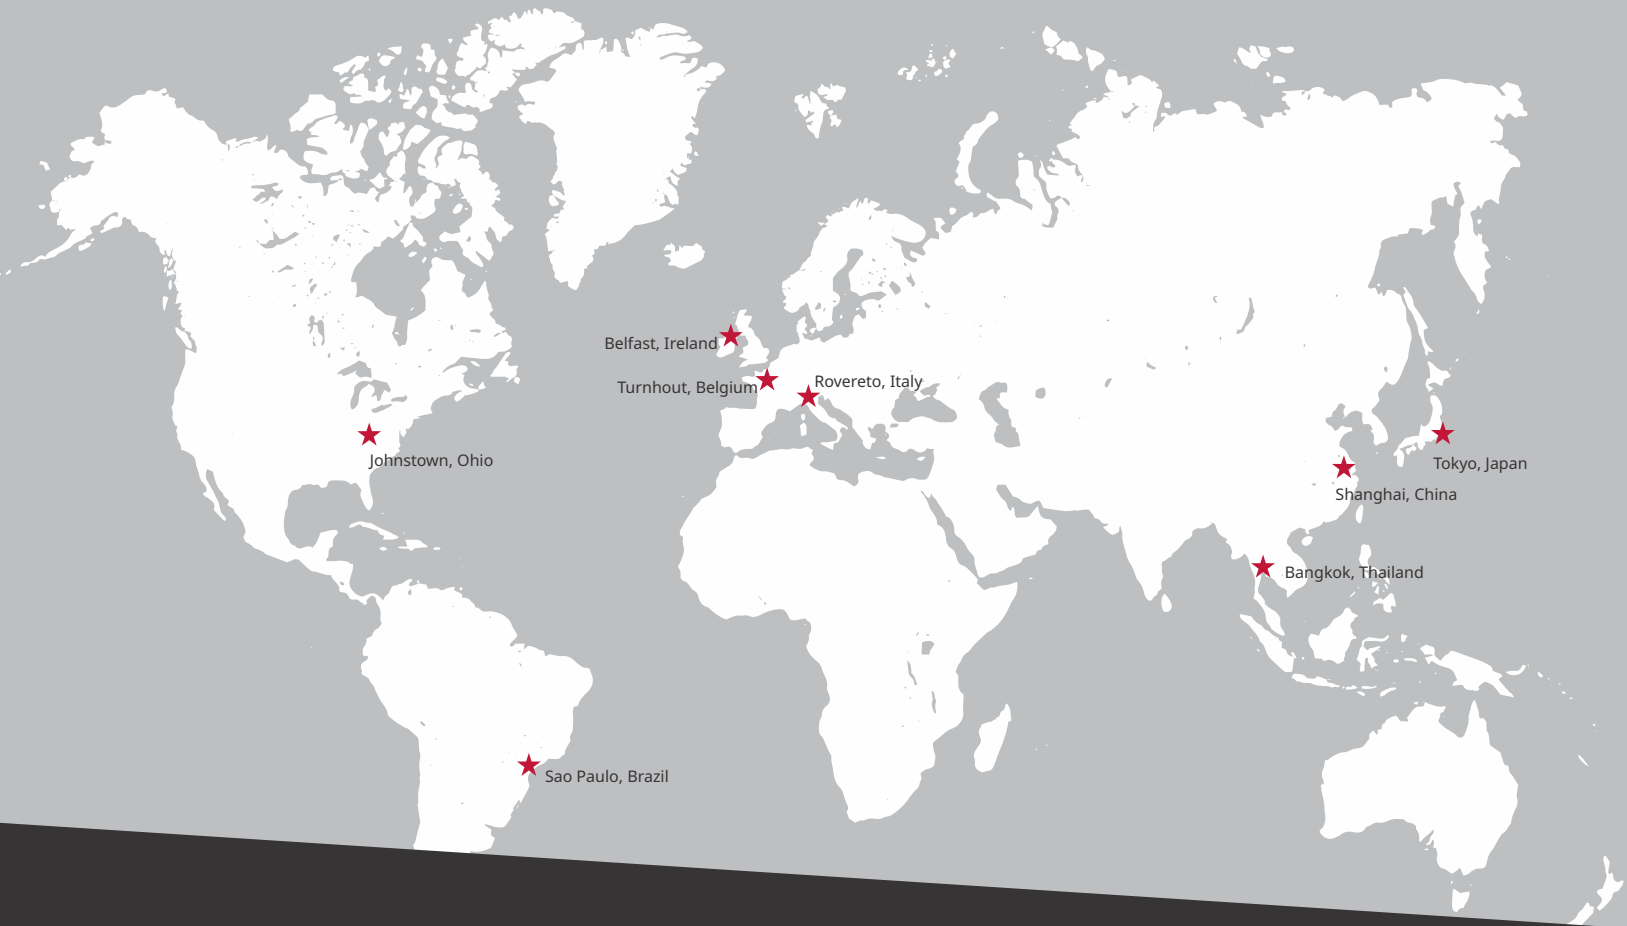 Belfast, Ireland
Turnhout, Belgium
Rovereto, Italy
Johnstown, Ohio
Tokyo, Japan
Shanghai, China
Bangkok, Thailand
Sao Paulo, Brazil